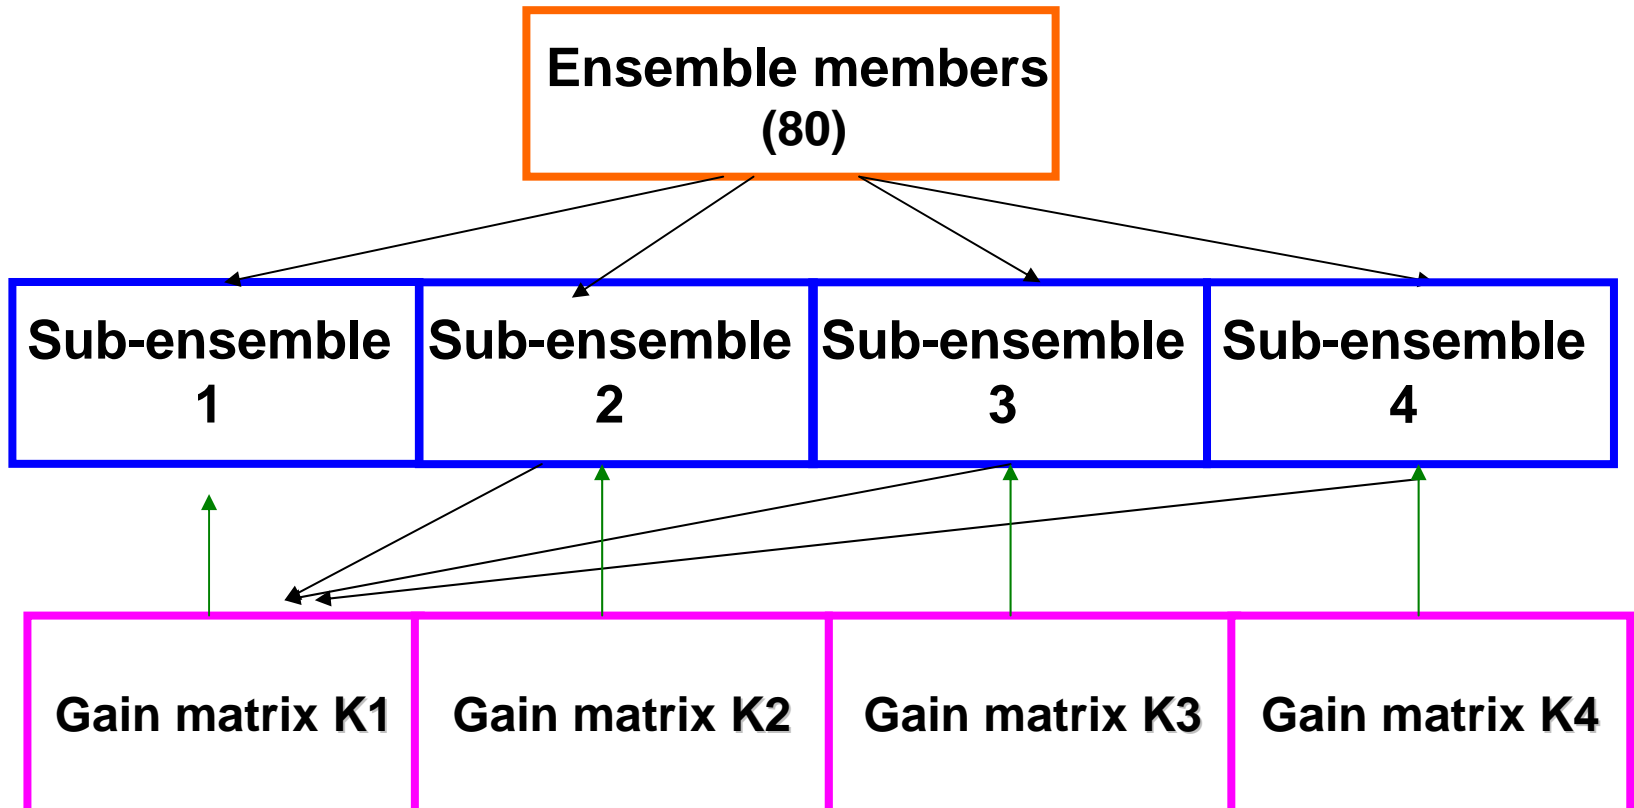 Ensemble members
(80)
Sub-ensemble
1
Sub-ensemble
2
Sub-ensemble
3
Sub-ensemble
4
Gain matrix K1
Gain matrix K2
Gain matrix K3
Gain matrix K4